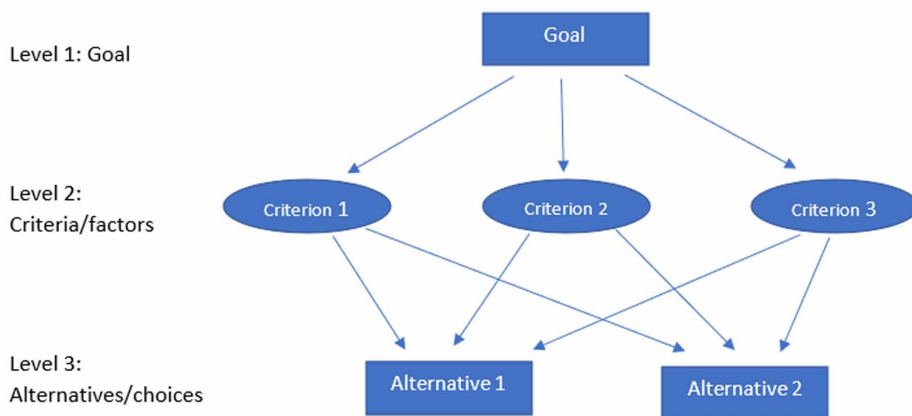 Goal
Level 1: Goal
Level 2:
Criteria/factors
Criterion 1
Criterion 2
Criterion 3
Level 3:
Alternatives/choices
Alternative 1
Alternative 2